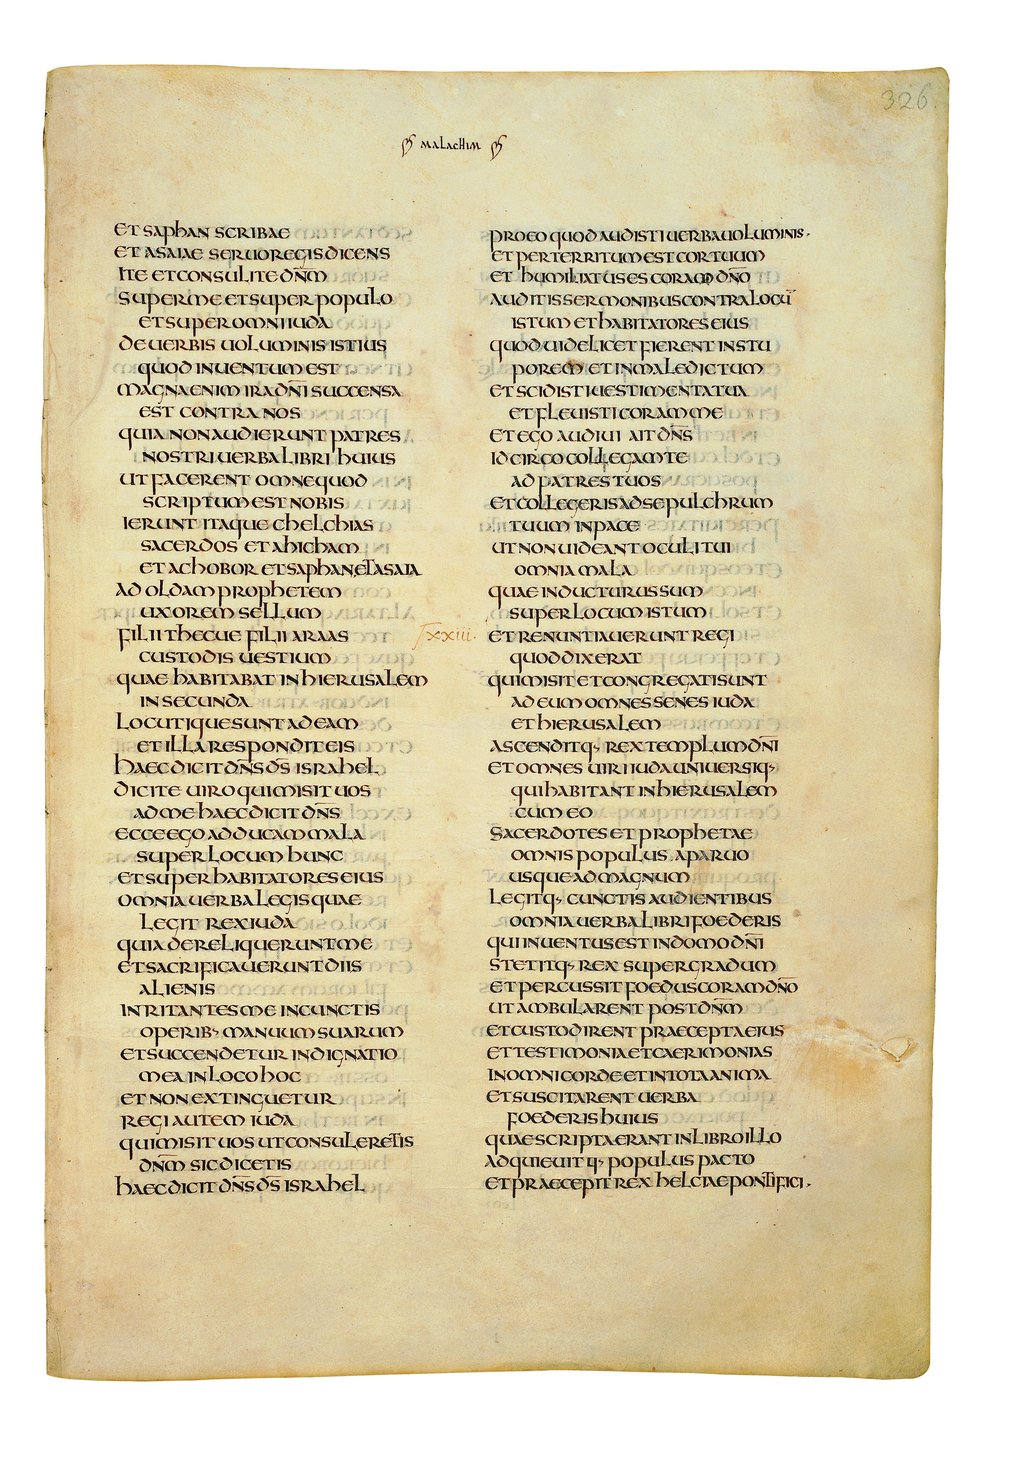 326.
MALACHIM
ET SAPHAN SCRIBAE
ET ASAIAE SERUO REGIS DICENS
ITE ET CONSULITE DN̅M
SUPER ME ET SUPER POPULO
ET SUPER OMNI IUDA
DE UERBIS UOLUMINIS ISTIUS
QUOD INUENTUM EST
MAGNA ENIM IRA DN̅I SUCCENSA
EST CONTRA NOS
QUIA NON AUDIERUNT PATRES
NOSTRI UERBA LIBRI HUIUS
UT FACERENT OMNE QUOD
SCRIPTUM EST NOBIS
IERUNT ITAQUE CHELCHIAS
SACERDOS ET AHICHAM
ET ACHOBOR ET SAPHAN ET ASAIA
AD OLDAM PROPHETEM
UXOREM SELLUM
FILII THECUE FILII ARAAS
CUSTODIS UESTIUM
QUAE HABITABAT IN HIERUSALEM
IN SECUNDA
LOCUTIQUE SUNT AD EAM
ET ILLA RESPONDIT EIS
HAEC DICIT DN̅S D̅S ISRAHEL
DICITE UIRO QUI MISIT UOS
AD ME HAEC DICIT DN̅S
ECCE EGO ADDUCAM MALA
SUPER LOCUM HUNC
ET SUPER HABITATORES EIUS
OMNIA UERBA LEGIS QUAE
LEGIT REX IUDA
QUIA DERELIQUERUNT ME
ET SACRIFICAUERUNT DIIS
ALIENIS
INRITANTES ME IN CUNCTIS
OPERIB· MANUUM SUARUM
ET SUCCENDETUR INDIGNATIO
MEA IN LOCO HOC
ET NON EXTINGUETUR
REGI AUTEM IUDA
QUI MISIT UOS UT CONSULERETIS
DN̅M SIC DICETIS
HAEC DICIT DN̅S D̅S ISRAHEL
PRO EO QUOD AUDISTI UERBA UOLUMINIS·
ET PERTERRITUM EST COR TUUM
ET HUMILIATUS ES CORAM DN̅O
AUDITIS SERMONIBUS CONTRA LOCU̅
ISTUM ET HABITATORES EIUS
QUOD UIDELICET FIERENT IN STU
POREM ET IN MALEDICTUM
ET SCIDISTI UESTIMENTA TUA
ET FLEUISTI CORAM ME
ET EGO AUDIUI AIT DN̅S
IDCIRCO COLLEGAM TE
AD PATRES TUOS
ET COLLEGERIS AD SEPULCHRUM
TUUM IN PACE
UT NON UIDEANT OCULI TUI
OMNIA MALA
QUAE INDUCTURUS SUM
SUPER LOCUM ISTUM
XXIII· ET RENUNTIAUERUNT REGI
QUOD DIXERAT
QUI MISIT ET CONGREGATI SUNT
AD EUM OMNES SENES IUDA
ET HIERUSALEM
ASCENDITQ· REX TEMPLUM DN̅I
ET OMNES UIRI IUDA UNIUERSIQ·
QUI HABITANT IN HIERUSALEM
CUM EO
SACERDOTES ET PROPHETAE
OMNIS POPULUS A PARUO
USQUE AD MAGNUM
LEGITQ· CUNCTIS AUDIENTIBUS
OMNIA UERBA LIBRI FOEDERIS
QUI INUENTUS EST IN DOMO DN̅I
STETITQ· REX SUPER GRADUM
ET PERCUSSIT FOEDUS CORAM DN̅O
UT AMBULARENT POST DN̅M
ET CUSTODIRENT PRAECEPTA EIUS
ET TESTIMONIA ET CAERIMONIAS
IN OMNI CORDE ET IN TOTA ANIMA
ET SUSCITARENT UERBA
FOEDERIS HUIUS
QUAE SCRIPTA ERANT IN LIBRO ILLO
ADQUIEUITQ· POPULUS PACTO
ET PRAECEPIT REX HELCIAE PONTIFICI·